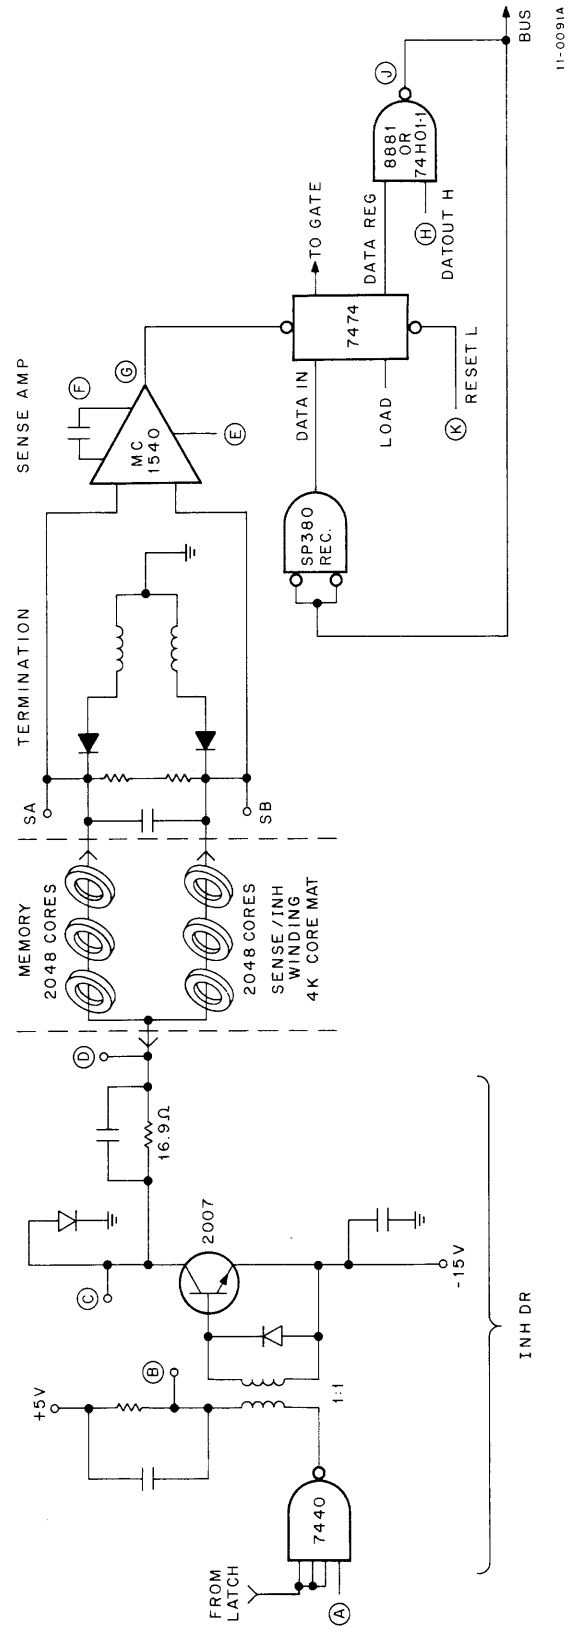 FROM
LATCH
A
7440
+5V
B
1:1
C
2007
-15V
INH DR
16.9Ω
D
MEMORY
2048 CORES
2048 CORES
SENSE/INH
WINDING
4K CORE MAT
SA
SB
TERMINATION
SENSE AMP
MC
1540
E
F
G
SP380
REC.
DATA IN
LOAD
K
RESET L
7474
TO GATE
DATA REG
H
DATOUT H
8881
OR
74H01-1
J
BUS
11-0091A